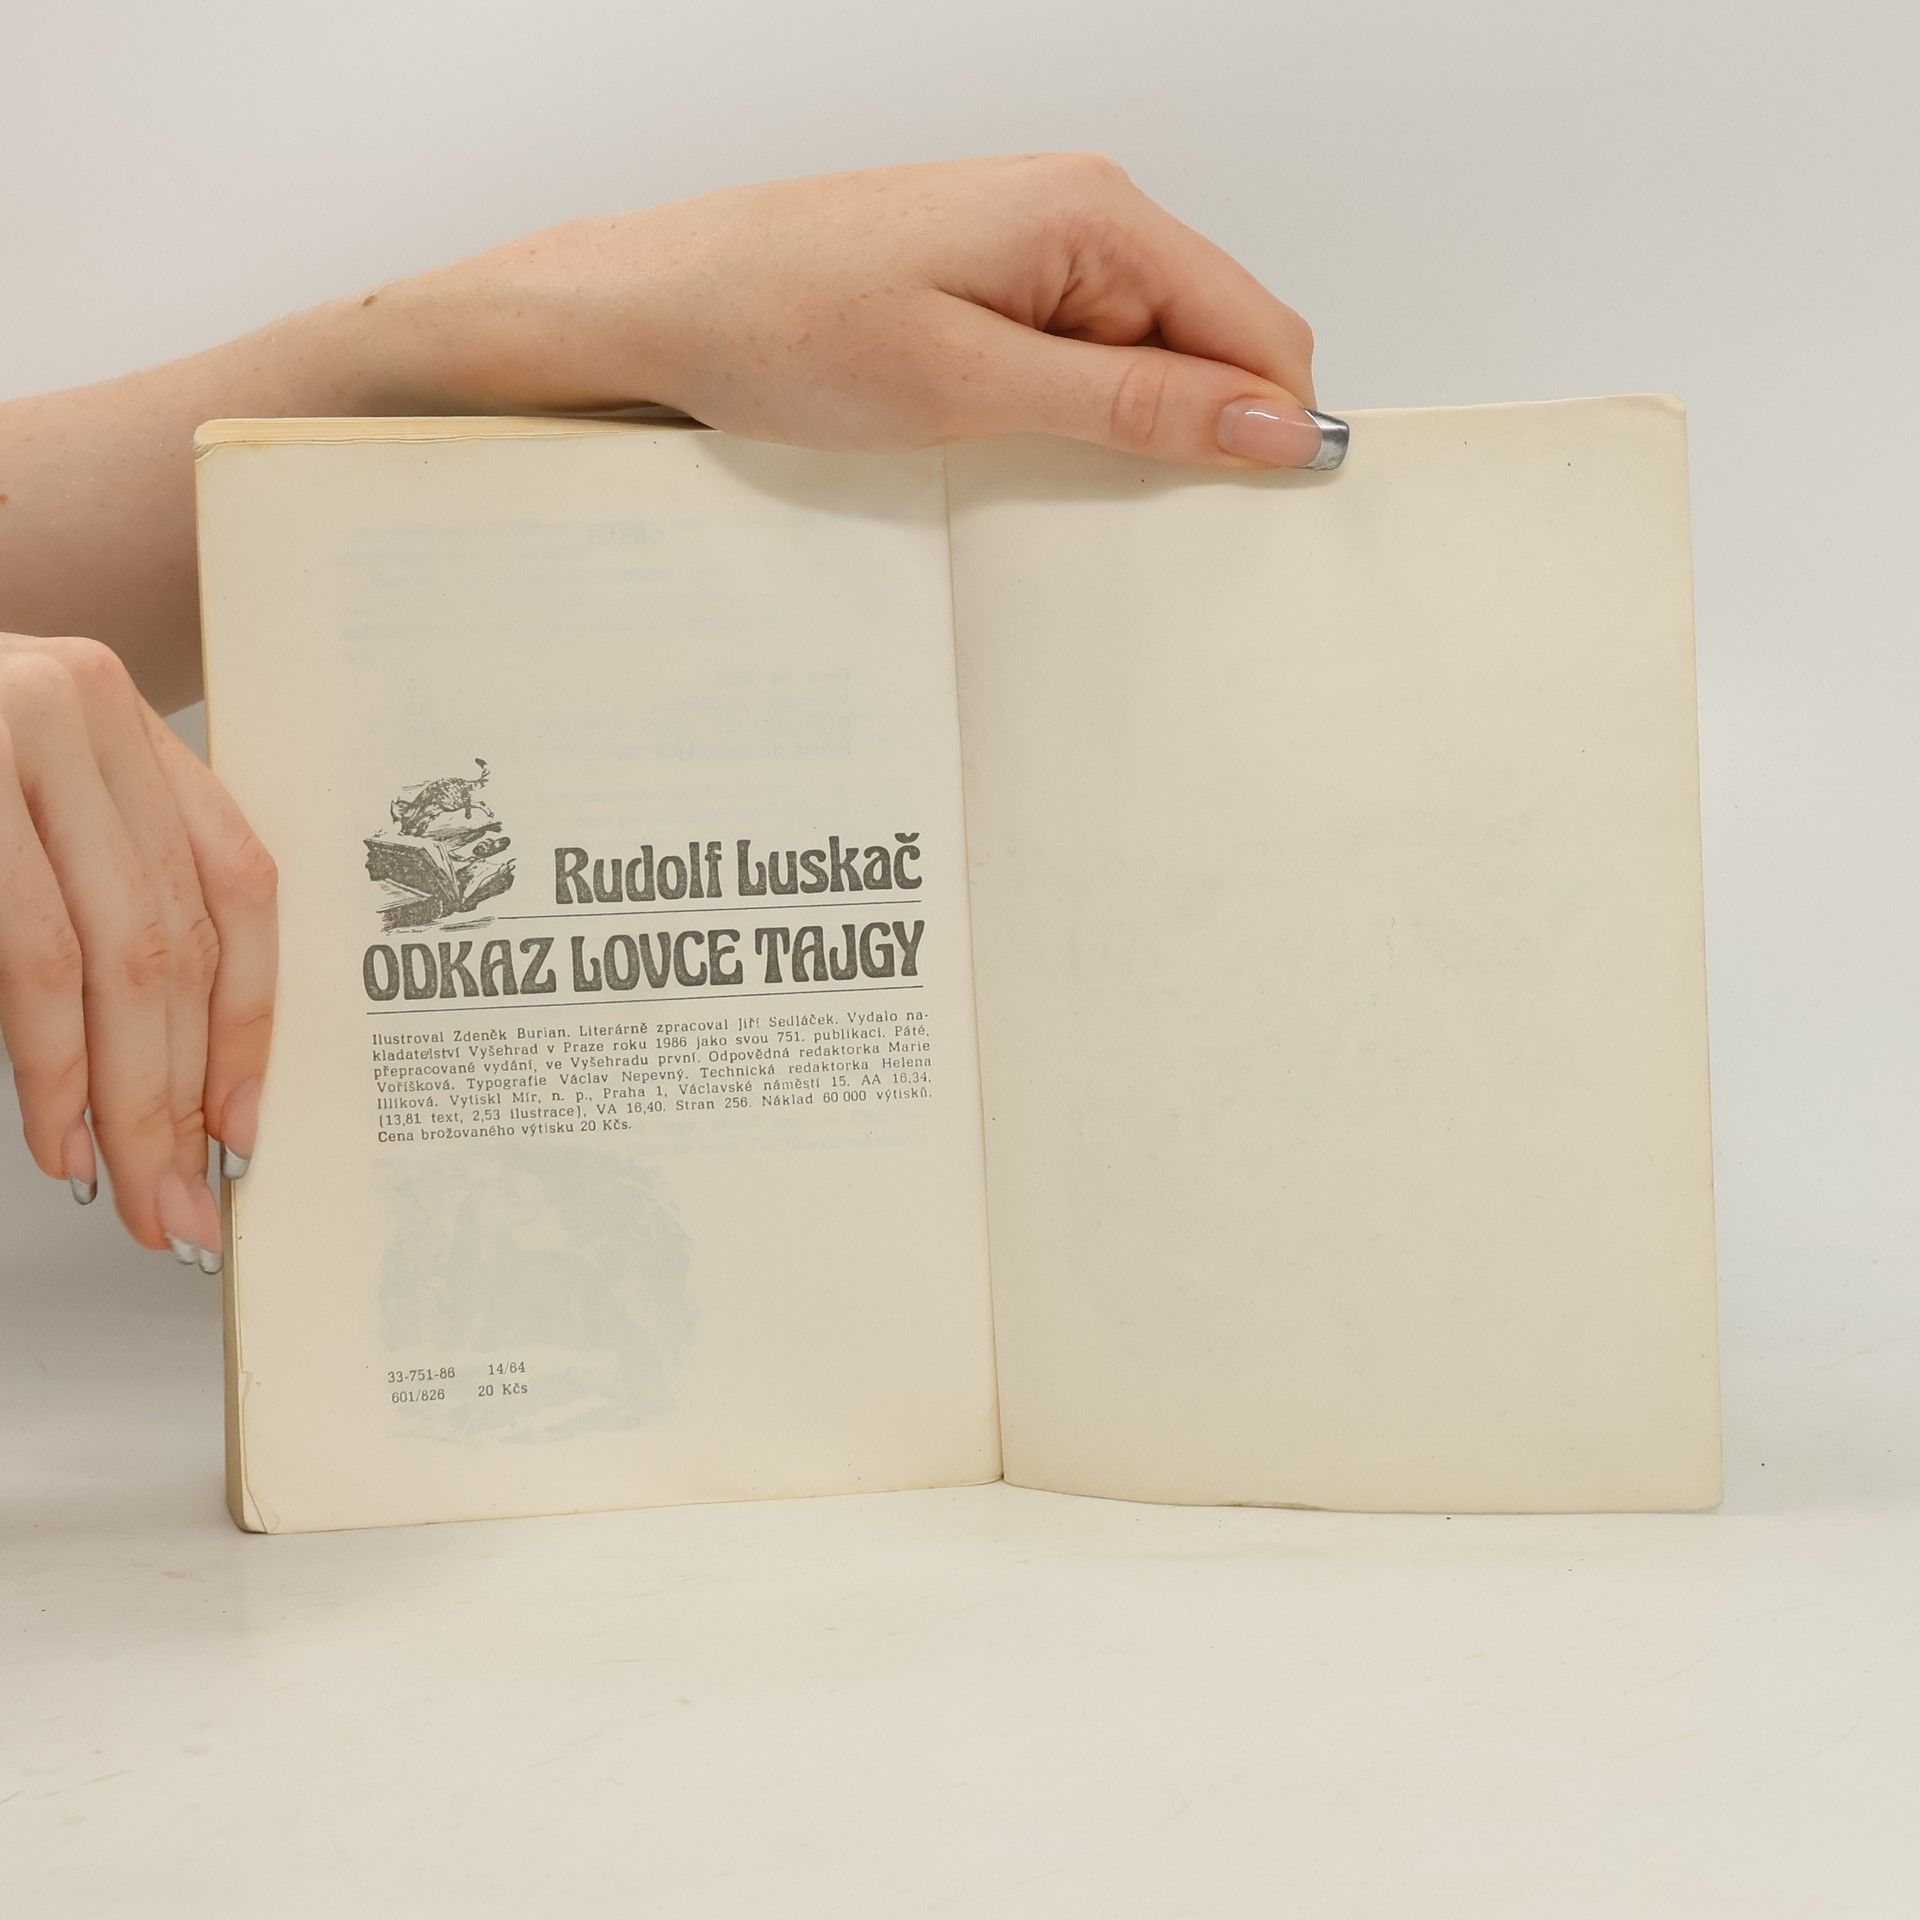 Rudolf Luskač
ODKAZ LOVCE TAJGY
Ilustroval Zdeněk Burian. Literárně zpracoval Jiří Sedláček. Vydalo na-
kladatelství Vyšehrad v Praze roku 1986 jako svou 751. publikaci. Páté,
přepracované vydání, ve Vyšehradu první. Odpovědná redaktorka Marie
Voříšková. Typografie Václav Nepevný. Technická redaktorka Helena
Illíková. Vytiskl Mír, n. p., Praha 1, Václavské náměstí 15. AA 16,34.
(13,81 text, 2,53 ilustrace), VA 16,40. Stran 256. Náklad 60 000 výtisků.
Cena brožovaného výtisku 20 Kčs.
33-751-86 14/64
601/826 20 Kčs